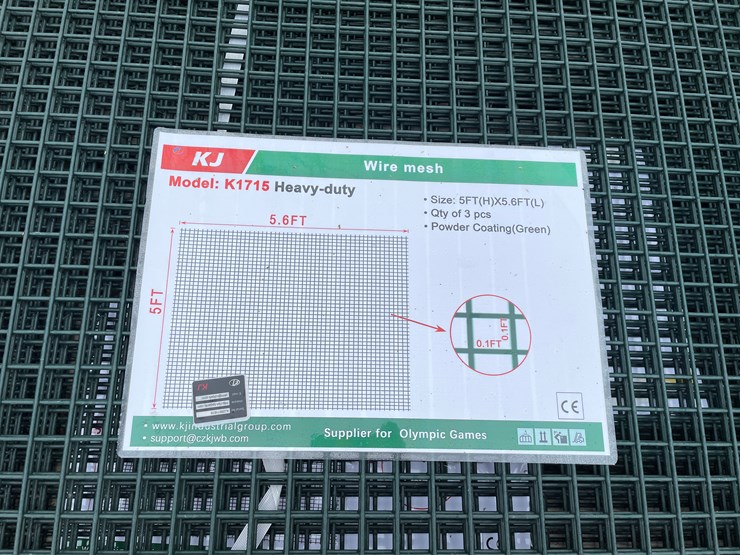 KJ
Wire mesh
Model: K1715 Heavy-duty
• Size: 5FT(H)X5.6FT(L)
• Qty of 3 pcs
• Powder Coating(Green)
5.6FT
5FT
0.1FT
0.1FT
KJ
CE
• www.kjindustrialgroup.com
• support@czkjwb.com
Supplier for Olympic Games